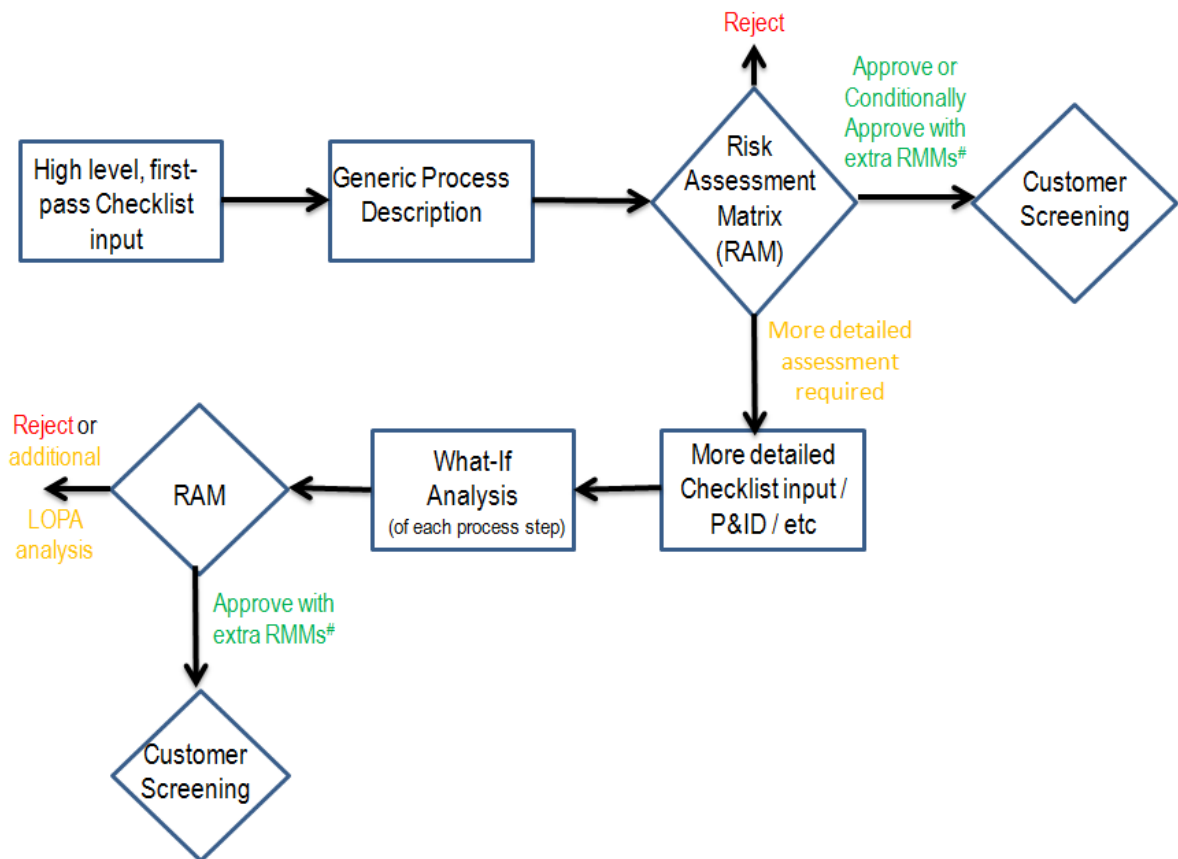 Reject
Approve or
Conditionally
Approve with
extra RMMs#
High level, first-
pass Checklist
input
Generic Process
Description
Risk
Assessment
Matrix
(RAM)
Customer
Screening
More detailed
assessment
required
More detailed
Checklist input /
P&ID / etc
What-If
Analysis
(of each process step)
RAM
Reject or
additional
LOPA
analysis
Approve with
extra RMMs#
Customer
Screening